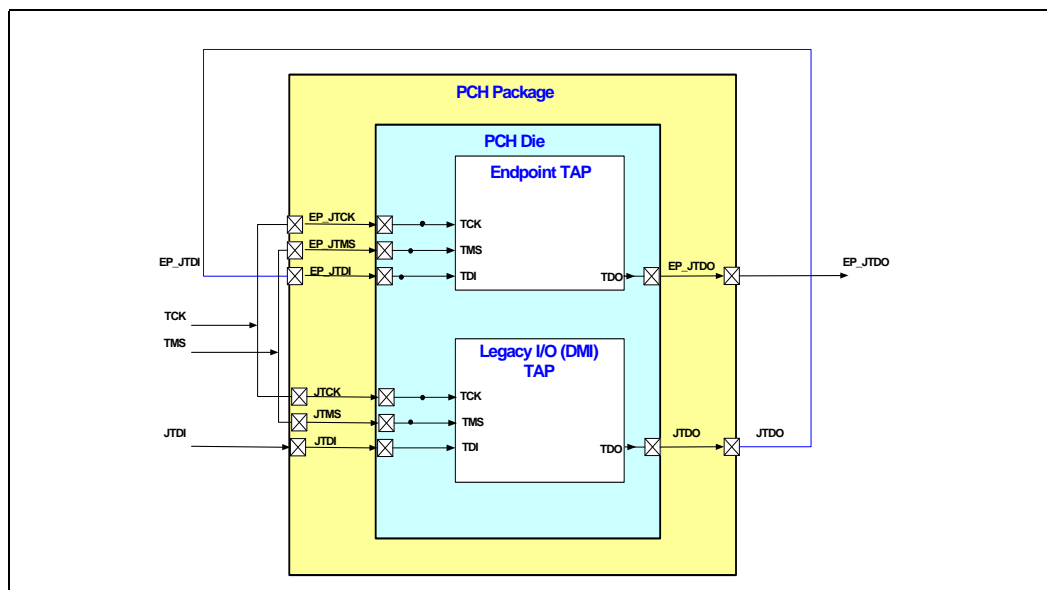 PCH Package
PCH Die
Endpoint TAP
EP_JTCK
TCK
EP_JTMS
TMS
EP_JTDI
EP_JTDI
TDI
TDO
EP_JTDO
EP_JTDO
TCK
TMS
Legacy I/O (DMI)
TAP
JTCK
TCK
JTMS
TMS
JTDI
JTDI
TDI
TDO
JTDO
JTDO